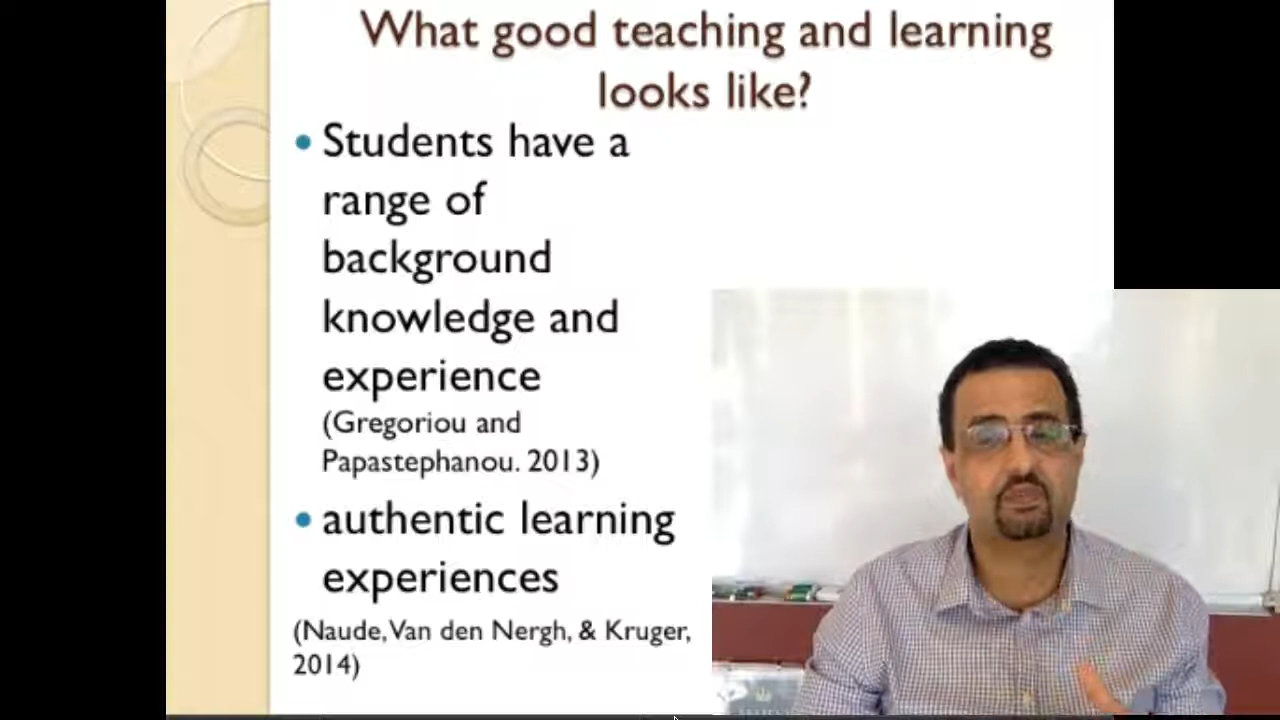 What good teaching and learning
looks like?
• Students have a
range of
background
knowledge and
experience
(Gregoriou and
Papastephanou. 2013)
• authentic learning
experiences
(Naude, Van den Nergh, & Kruger,
2014)